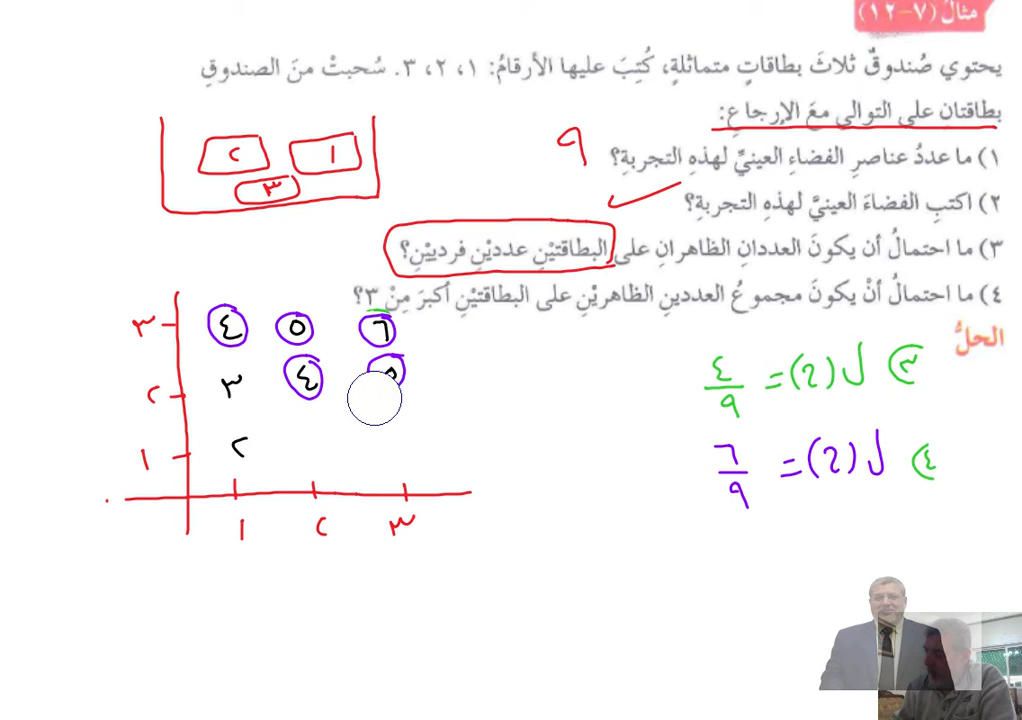 مثالُ (٧-١٢)
يحتوي صُندوقٌ ثلاثَ بطاقاتٍ متماثلةٍ، كُتِبَ عليها الأرقامُ: ١، ٢، ٣. سُحبتْ منَ الصندوقِ
بطاقتان على التوالي معَ الإرجاعِ:
١) ما عددُ عناصرِ الفضاءِ العينيِّ لهذهِ التجربةِ؟
٩
٢) اكتبِ الفضاءَ العينيَّ لهذهِ التجربةِ؟
٣) ما احتمالُ أن يكونَ العددانِ الظاهرانِ على البطاقتيْنِ عدديْنِ فردييْنِ؟
٤) ما احتمالُ أنْ يكونَ مجموعُ العددينِ الظاهريْنِ على البطاقتيْنِ أكبرَ مِنْ ٣؟
الحلُّ
١ ٢
٣
٣ ٤ ٥ ٦
٢ ٣ ٤
١ ٢
١ ٢ ٣
٣) ل(ع) = ٤/٩
٤) ل(ع) = ٦/٩